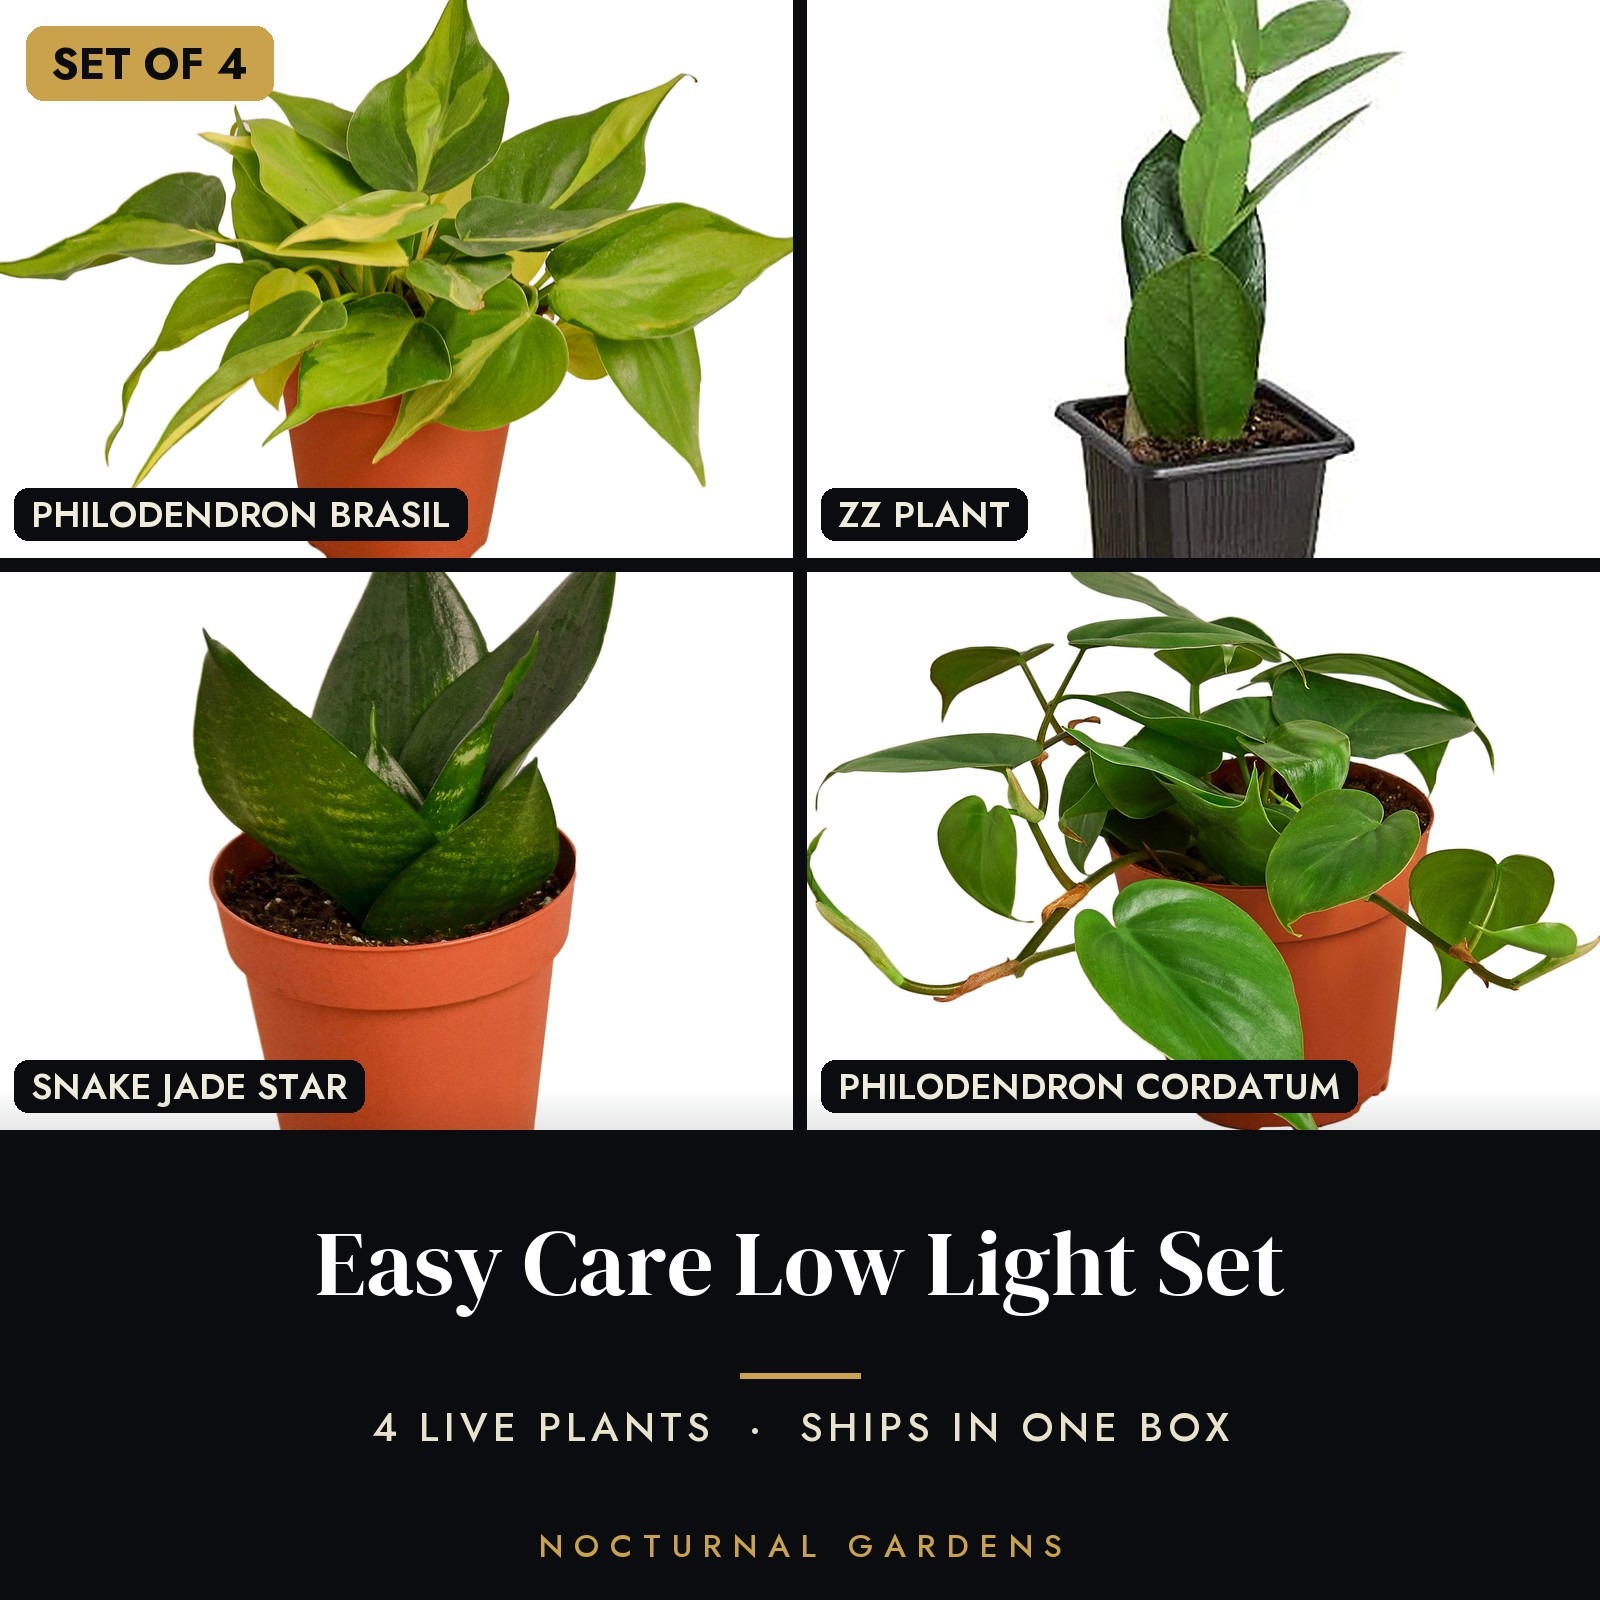 SET OF 4
PHILODENDRON BRASIL
ZZ PLANT
SNAKE JADE STAR
PHILODENDRON CORDATUM
Easy Care Low Light Set
4 LIVE PLANTS · SHIPS IN ONE BOX
NOCTURNAL GARDENS